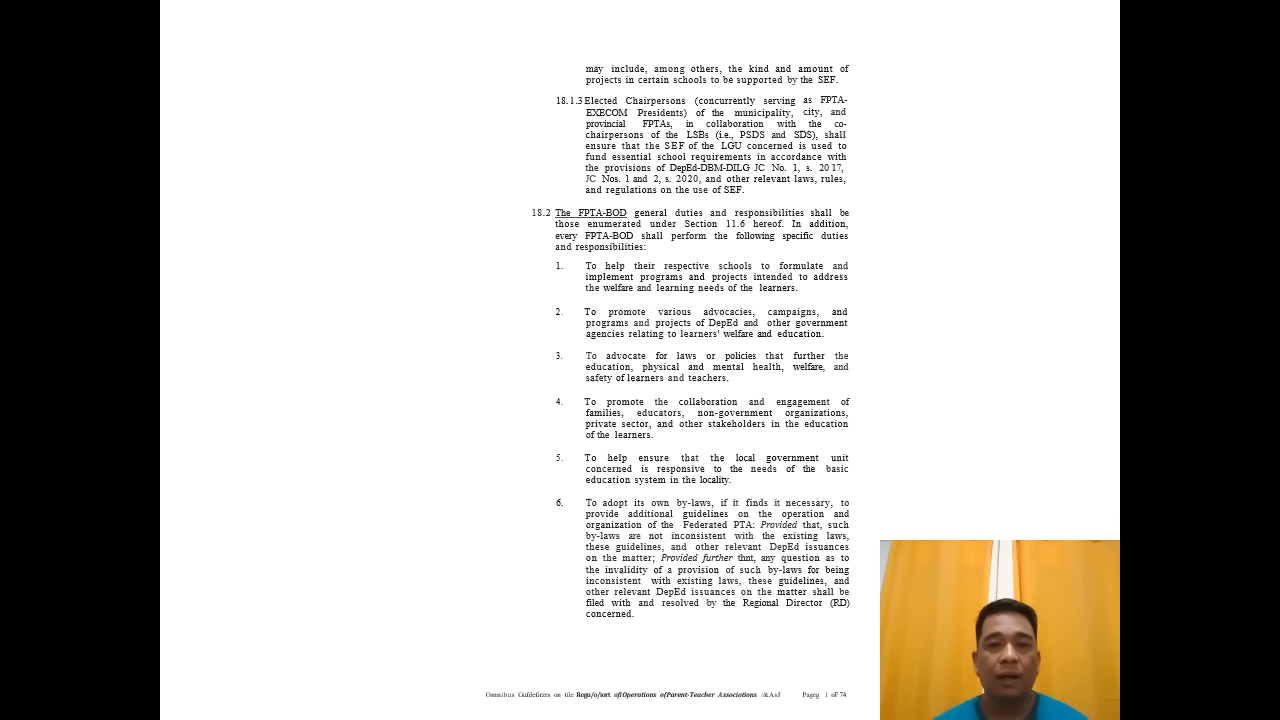 may include, among others, the kind and amount of
projects in certain schools to be supported by the SEF.
18.1.3 Elected Chairpersons (concurrently serving as FPTA-
EXECOM Presidents) of the municipality, city, and
provincial FPTAs, in collaboration with the co-
chairpersons of the LSBs (i.e., PSDS and SDS), shall
ensure that the SEF of the LGU concerned is used to
fund essential school requirements in accordance with
the provisions of DepEd-DBM-DILG JC No. 1, s. 20 17,
JC Nos. 1 and 2, s. 2020, and other relevant laws, rules,
and regulations on the use of SEF.
18.2 The FPTA-BOD general duties and responsibilities shall be
those enumerated under Section 11.6 hereof. In addition,
every FPTA-BOD shall perform the following specific duties
and responsibilities:
1. To help their respective schools to formulate and
implement programs and projects intended to address
the welfare and learning needs of the learners.
2. To promote various advocacies, campaigns, and
programs and projects of DepEd and other government
agencies relating to learners' welfare and education.
3. To advocate for laws or policies that further the
education, physical and mental health, welfare, and
safety of learners and teachers.
4. To promote the collaboration and engagement of
families, educators, non-government organizations,
private sector, and other stakeholders in the education
of the learners.
5. To help ensure that the local government unit
concerned is responsive to the needs of the basic
education system in the locality.
6. To adopt its own by-laws, if it finds it necessary, to
provide additional guidelines on the operation and
organization of the Federated PTA: Provided that, such
by-laws are not inconsistent with the existing laws,
these guidelines, and other relevant DepEd issuances
on the matter; Provided further thnt, any question as to
the invalidity of a provision of such by-laws for being
inconsistent with existing laws, these guidelines, and
other relevant DepEd issuances on the matter shall be
filed with and resolved by the Regional Director (RD)
concerned.
Omnibus on tile ofIOperations ofParent-Teacher Associotions Pageg 1 oF 74